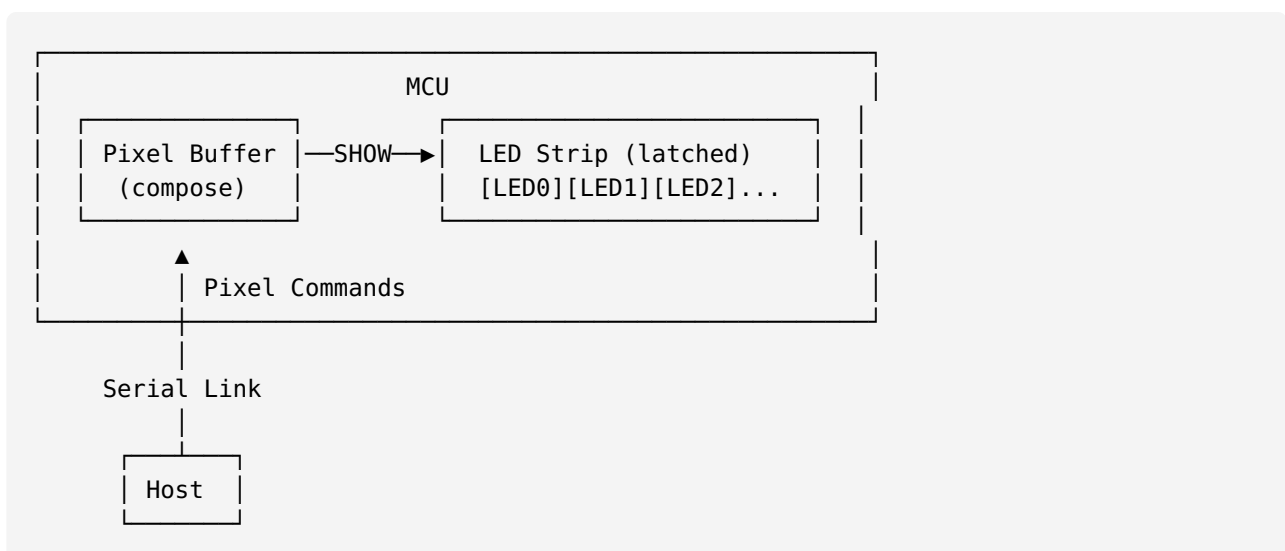 MCU
Pixel Buffer SHOW LED Strip (latched)
(compose) [LED0][LED1][LED2]...
Pixel Commands
Serial Link
Host